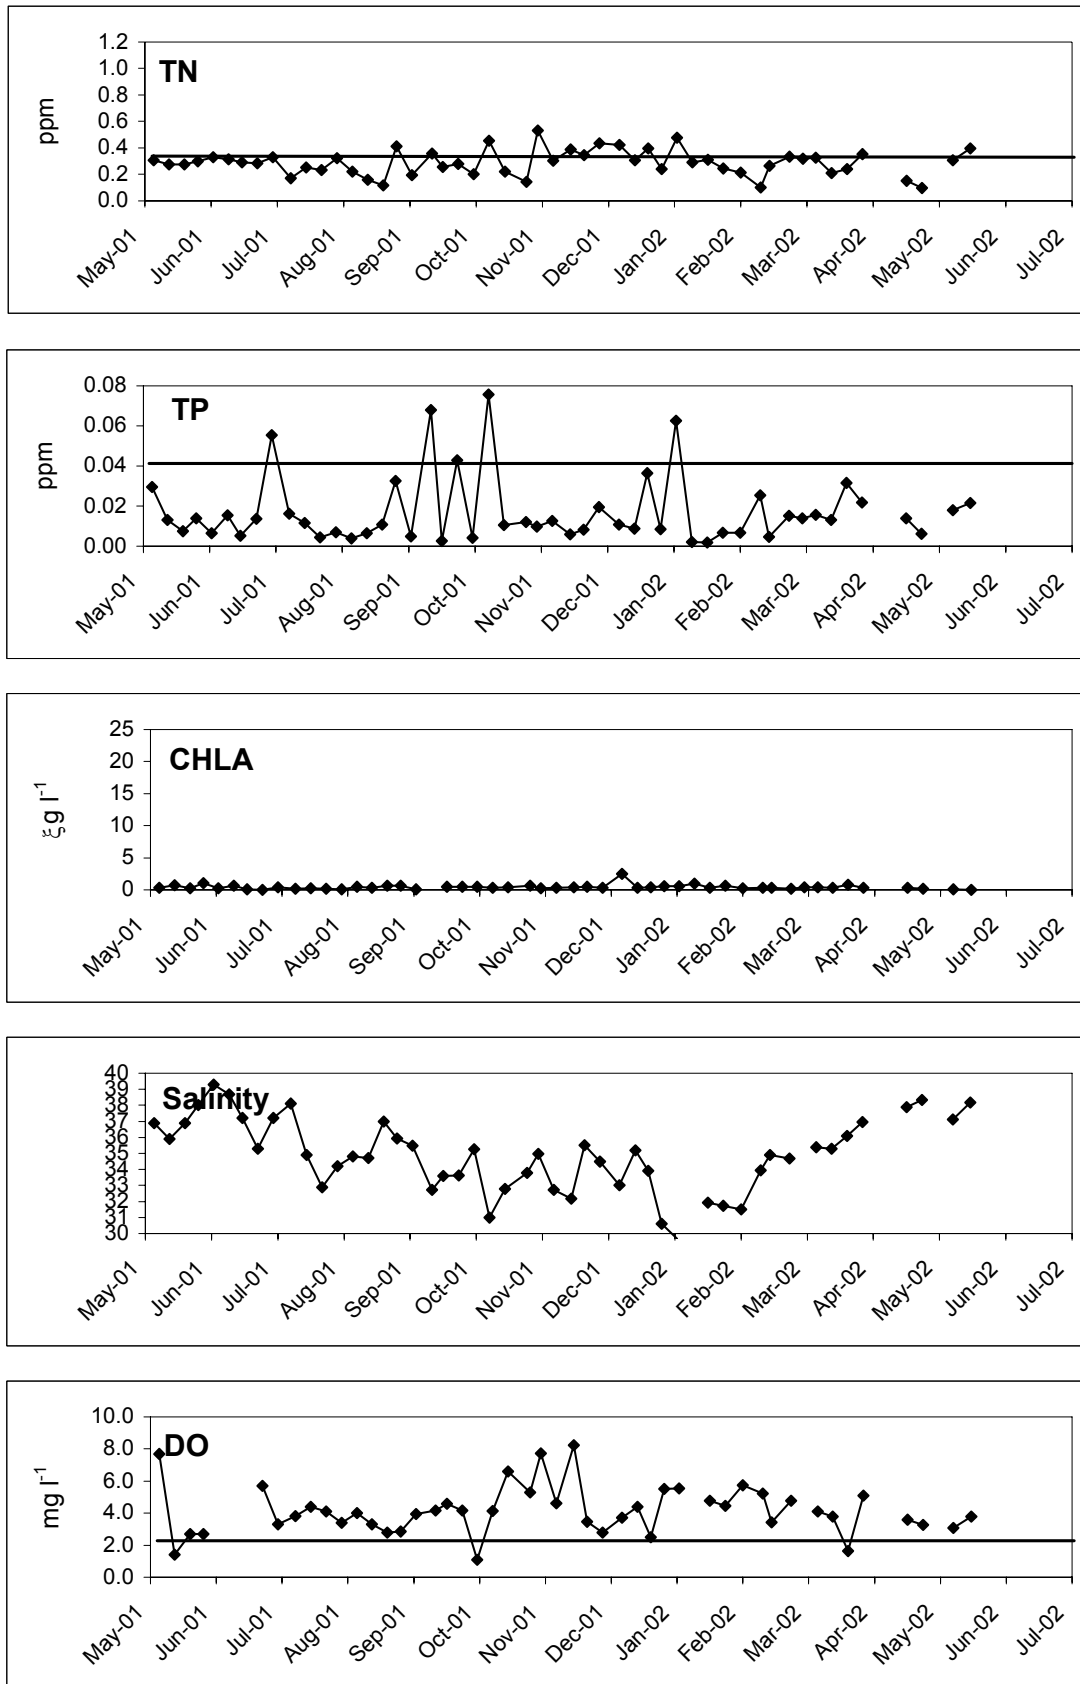 TN
ppm
1.2
1.0
0.8
0.6
0.4
0.2
0.0
May-01 Jun-01 Jul-01 Aug-01 Sep-01 Oct-01 Nov-01 Dec-01 Jan-02 Feb-02 Mar-02 Apr-02 May-02 Jun-02 Jul-02
TP
ppm
0.08
0.06
0.04
0.02
0.00
May-01 Jun-01 Jul-01 Aug-01 Sep-01 Oct-01 Nov-01 Dec-01 Jan-02 Feb-02 Mar-02 Apr-02 May-02 Jun-02 Jul-02
CHLA
ξg l⁻¹
25
20
15
10
5
0
May-01 Jun-01 Jul-01 Aug-01 Sep-01 Oct-01 Nov-01 Dec-01 Jan-02 Feb-02 Mar-02 Apr-02 May-02 Jun-02 Jul-02
Salinity
40
39
38
37
36
35
34
33
32
31
30
May-01 Jun-01 Jul-01 Aug-01 Sep-01 Oct-01 Nov-01 Dec-01 Jan-02 Feb-02 Mar-02 Apr-02 May-02 Jun-02 Jul-02
DO
mg l⁻¹
10.0
8.0
6.0
4.0
2.0
0.0
May-01 Jun-01 Jul-01 Aug-01 Sep-01 Oct-01 Nov-01 Dec-01 Jan-02 Feb-02 Mar-02 Apr-02 May-02 Jun-02 Jul-02